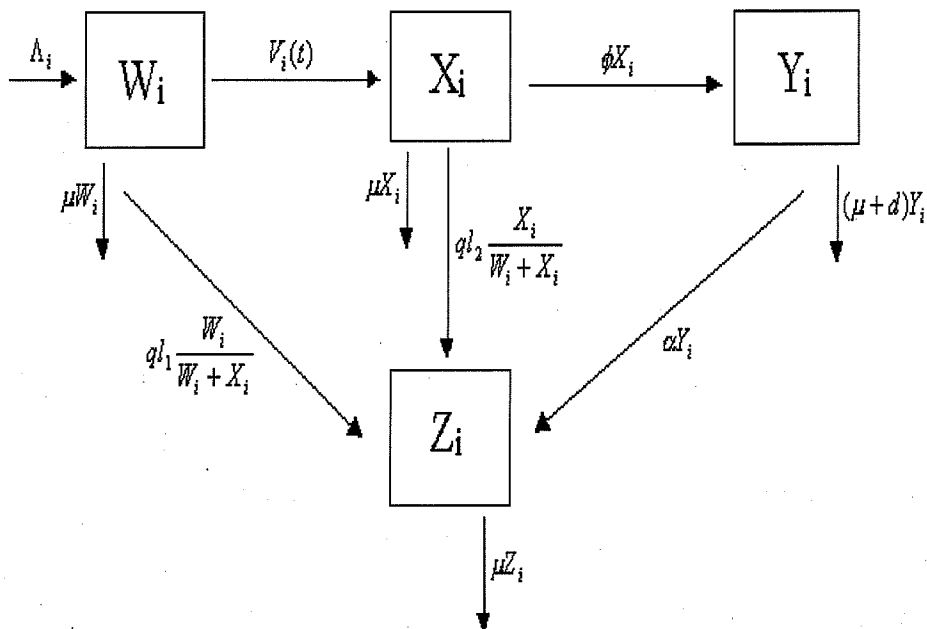 Λᵢ
Wᵢ
Vᵢ(t)
Xᵢ
ϕXᵢ
Yᵢ
μWᵢ
μXᵢ
ql₂ Xᵢ/(Wᵢ + Xᵢ)
(μ+d)Yᵢ
ql₁ Wᵢ/(Wᵢ + Xᵢ)
αYᵢ
Zᵢ
μZᵢ